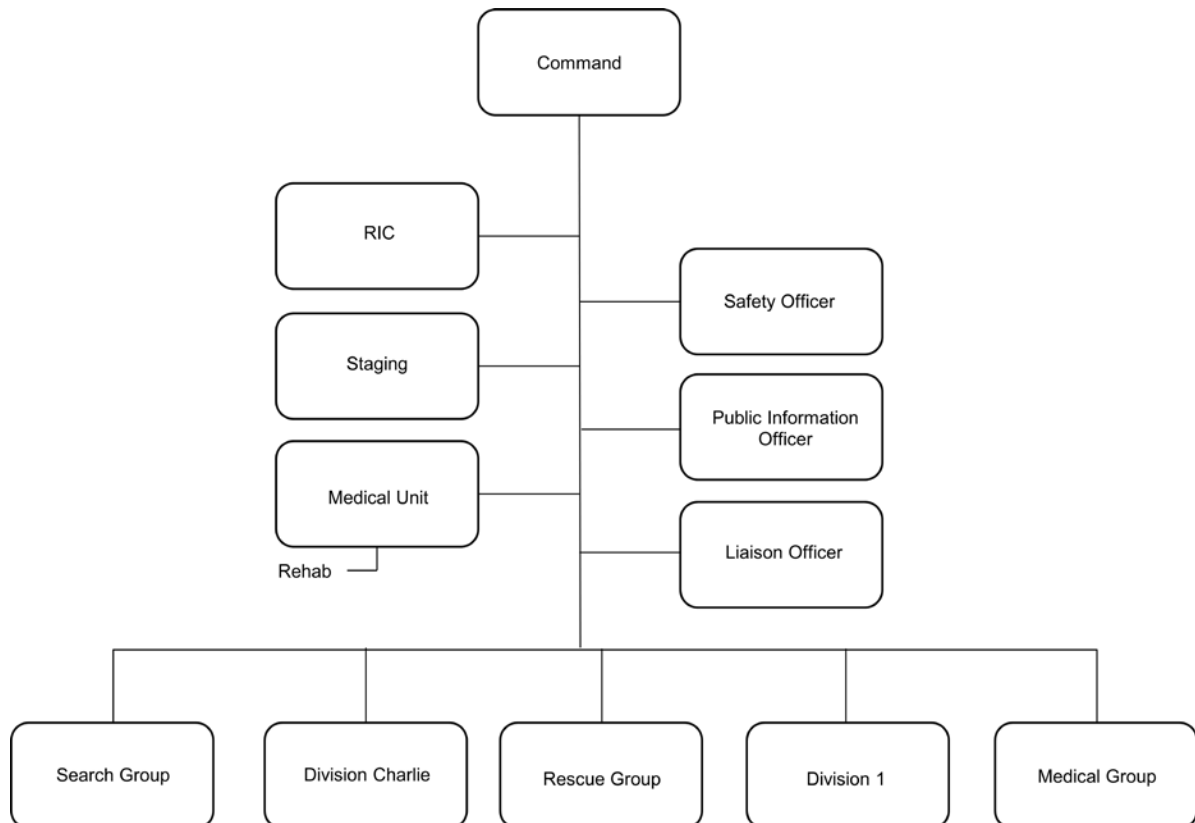 Command
RIC
Safety Officer
Staging
Public Information
Officer
Medical Unit
Liaison Officer
Rehab
Search Group
Division Charlie
Rescue Group
Division 1
Medical Group